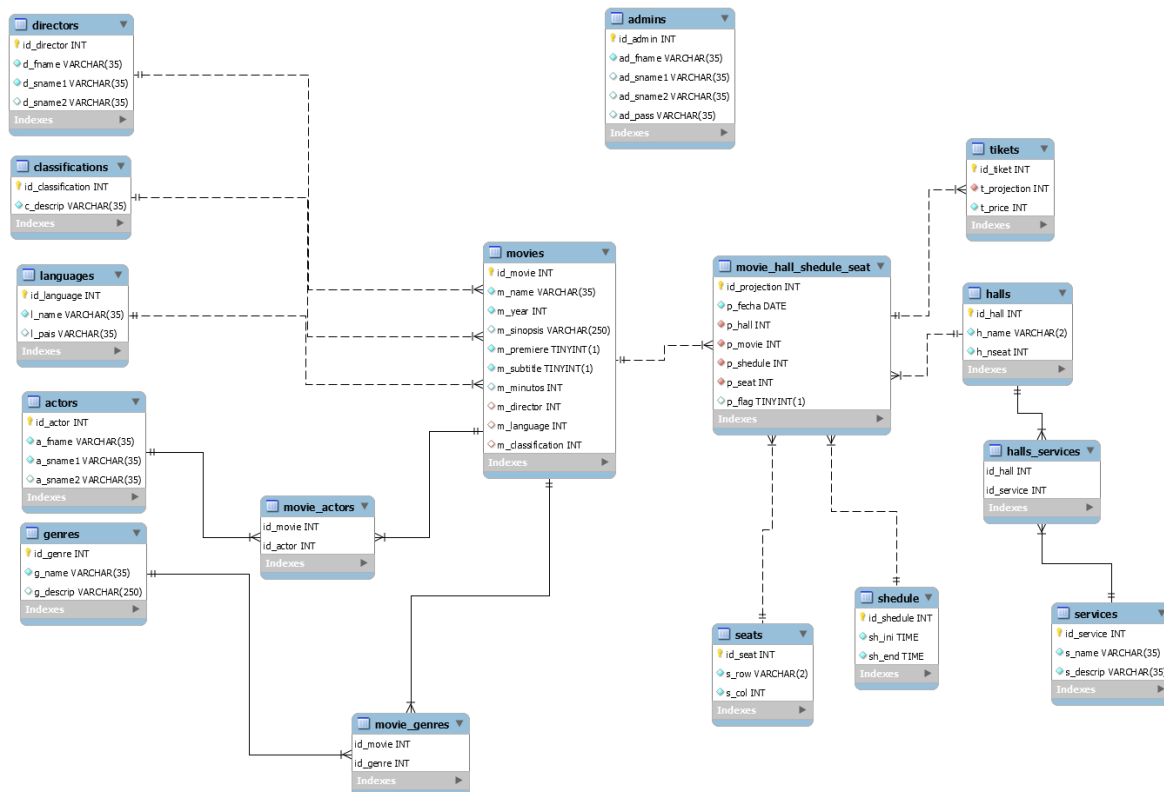 directors
id_director INT
d_fname VARCHAR(35)
d_sname1 VARCHAR(35)
d_sname2 VARCHAR(35)
Indexes
admins
id_admin INT
ad_fname VARCHAR(35)
ad_sname1 VARCHAR(35)
ad_sname2 VARCHAR(35)
ad_pass VARCHAR(35)
Indexes
classifications
id_classification INT
c_descrip VARCHAR(35)
Indexes
tikets
id_tiket INT
t_projection INT
t_price INT
Indexes
languages
id_language INT
l_name VARCHAR(35)
l_pais VARCHAR(35)
Indexes
movies
id_movie INT
m_name VARCHAR(35)
m_year INT
m_sinopsis VARCHAR(250)
m_premiere TINYINT(1)
m_subtitle TINYINT(1)
m_minutos INT
m_director INT
m_language INT
m_classification INT
Indexes
movie_hall_shedule_seat
id_projection INT
p_fecha DATE
p_hall INT
p_movie INT
p_shedule INT
p_seat INT
p_flag TINYINT(1)
Indexes
halls
id_hall INT
h_name VARCHAR(2)
h_nseat INT
Indexes
actors
id_actor INT
a_fname VARCHAR(35)
a_sname1 VARCHAR(35)
a_sname2 VARCHAR(35)
Indexes
halls_services
id_hall INT
id_service INT
Indexes
movie_actors
id_movie INT
id_actor INT
Indexes
genres
id_genre INT
g_name VARCHAR(35)
g_descrip VARCHAR(250)
Indexes
seats
id_seat INT
s_row VARCHAR(2)
s_col INT
Indexes
shedule
id_shedule INT
sh_ini TIME
sh_end TIME
Indexes
services
id_service INT
s_name VARCHAR(35)
s_descrip VARCHAR(35)
Indexes
movie_genres
id_movie INT
id_genre INT
Indexes